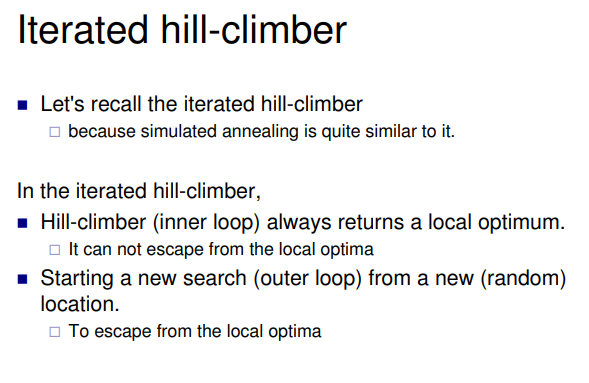 Iterated hill-climber
Let's recall the iterated hill-climber
because simulated annealing is quite similar to it.
In the iterated hill-climber,
Hill-climber (inner loop) always returns a local optimum.
It can not escape from the local optima
Starting a new search (outer loop) from a new (random)
location.
To escape from the local optima